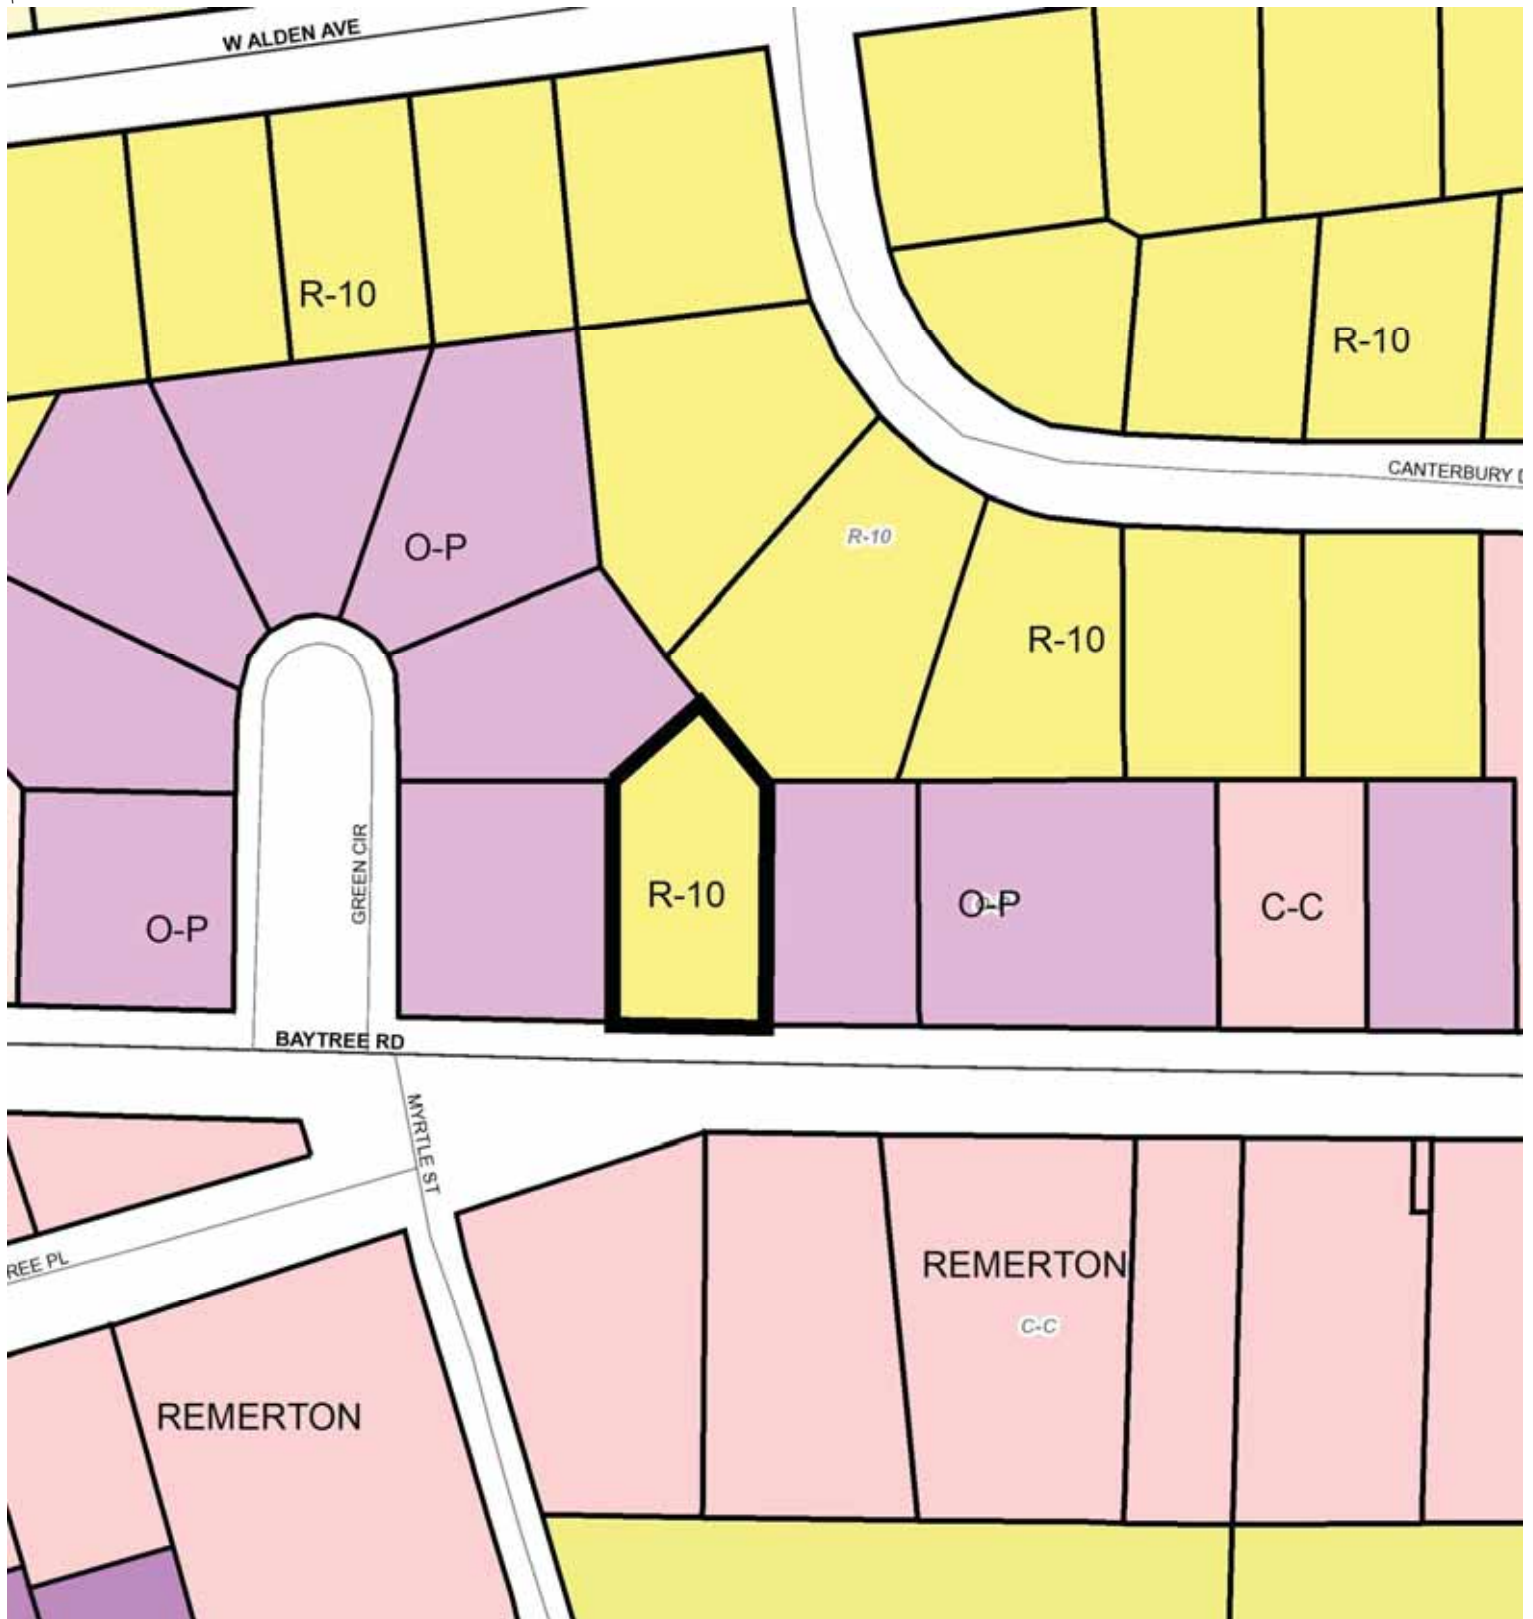 W ALDEN AVE
R-10
R-10
CANTERBURY
R-10
O-P
R-10
GREEN CIR
R-10
O-P
C-C
O-P
BAYTREE RD
MYRTLE ST
REMERTON
REE PL
C-C
REMERTON